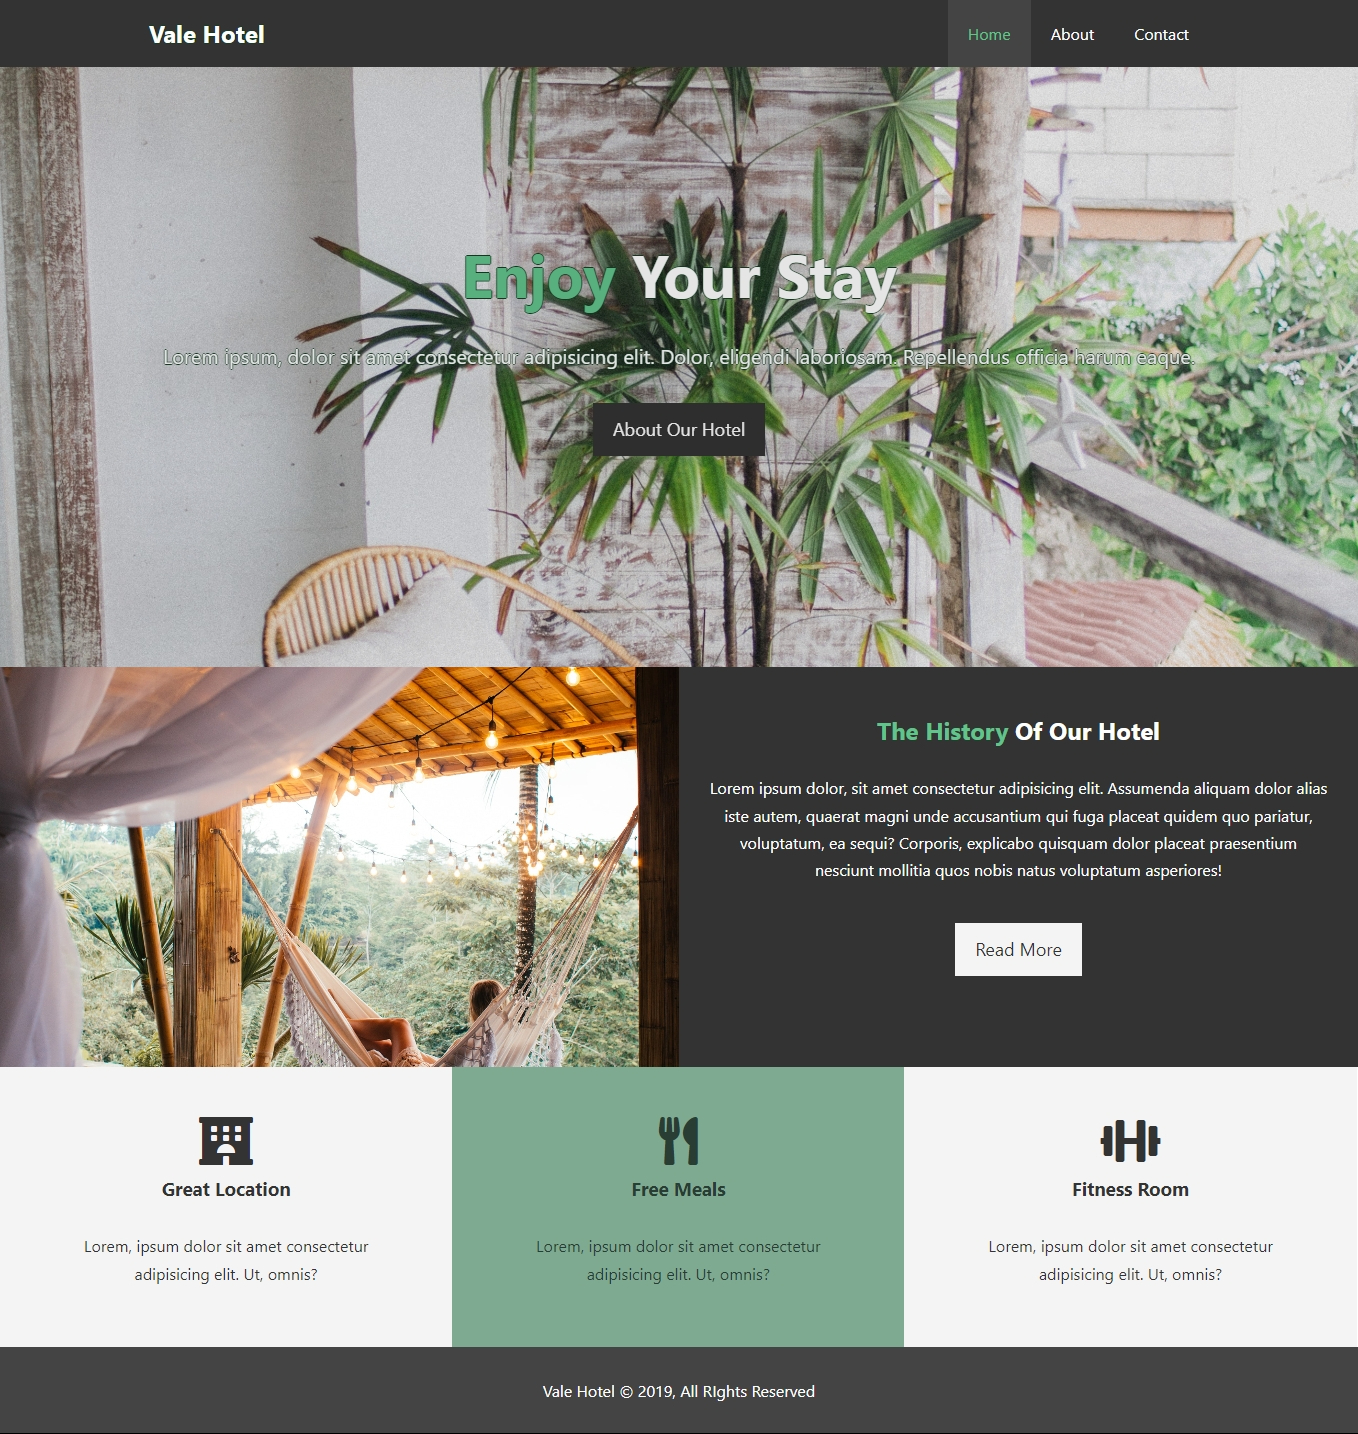 Vale Hotel
Home About Contact
Enjoy Your Stay
Lorem ipsum, dolor sit amet consectetur adipisicing elit. Dolor, eligendi laboriosam. Repellendus officia harum eaque.
About Our Hotel
The History Of Our Hotel
Lorem ipsum dolor, sit amet consectetur adipisicing elit. Assumenda aliquam dolor alias
iste autem, quaerat magni unde accusantium qui fuga placeat quidem quo pariatur,
voluptatum, ea sequi? Corporis, explicabo quisquam dolor placeat praesentium
nesciunt mollitia quos nobis natus voluptatum asperiores!
Read More
Great Location
Lorem, ipsum dolor sit amet consectetur
adipisicing elit. Ut, omnis?
Free Meals
Lorem, ipsum dolor sit amet consectetur
adipisicing elit. Ut, omnis?
Fitness Room
Lorem, ipsum dolor sit amet consectetur
adipisicing elit. Ut, omnis?
Vale Hotel © 2019, All RIghts Reserved